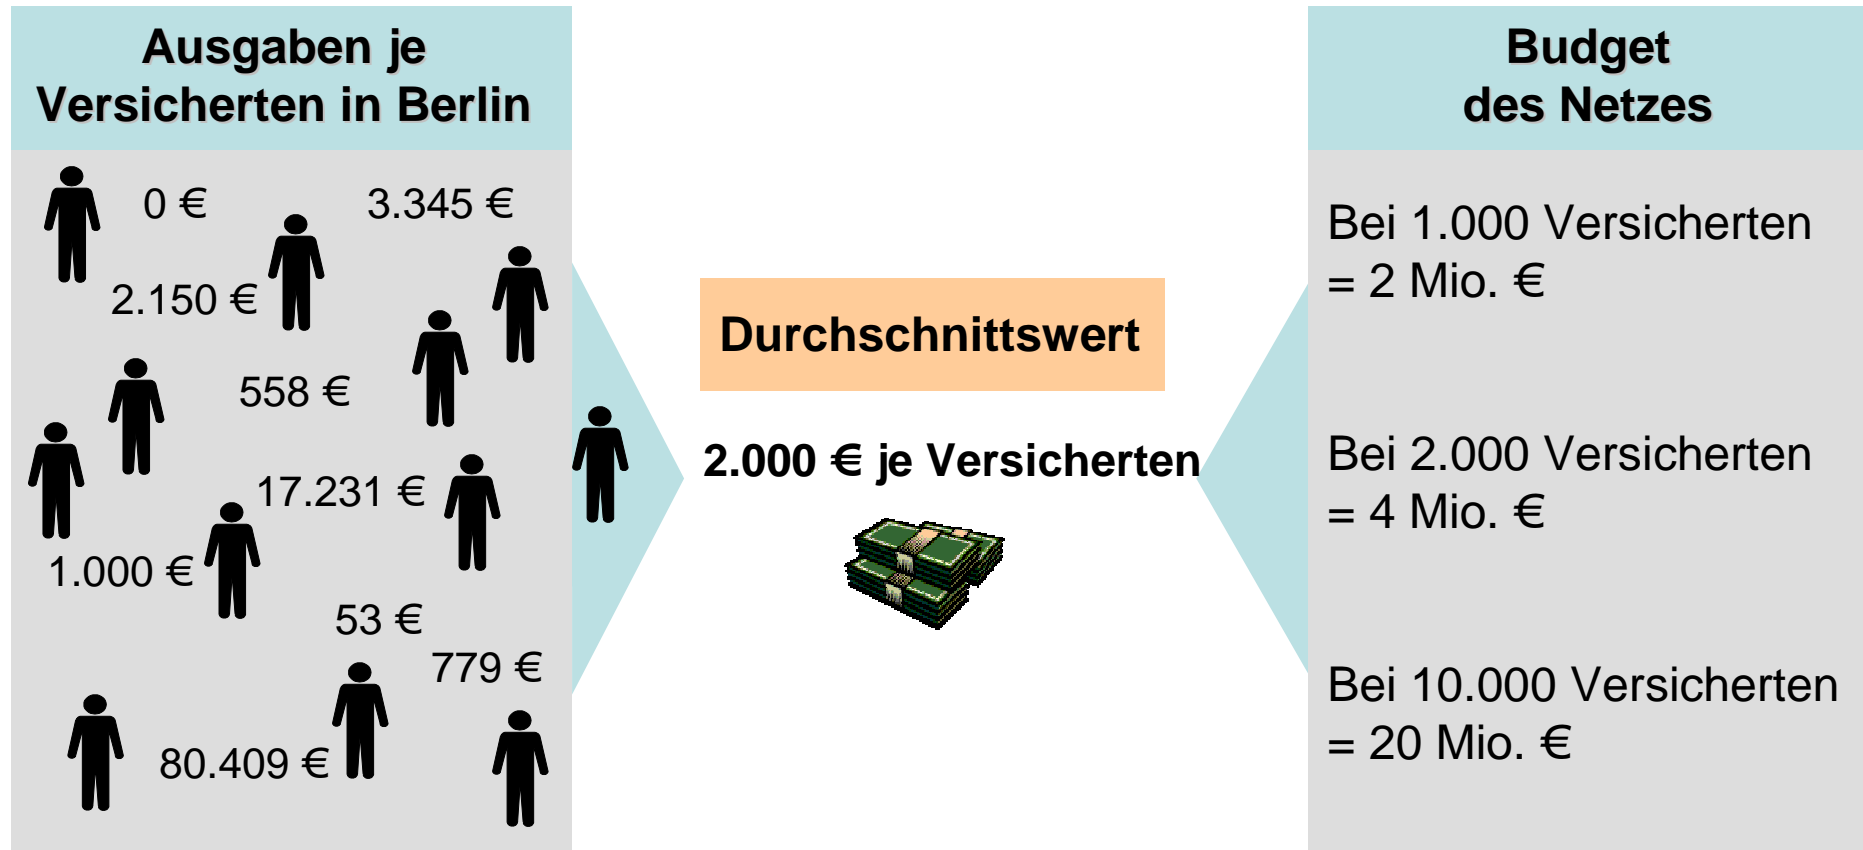 Ausgaben je
Versicherten in Berlin
0 €
3.345 €
2.150 €
558 €
17.231 €
1.000 €
53 €
779 €
80.409 €
Durchschnittswert
2.000 € je Versicherten
Budget
des Netzes
Bei 1.000 Versicherten
= 2 Mio. €
Bei 2.000 Versicherten
= 4 Mio. €
Bei 10.000 Versicherten
= 20 Mio. €